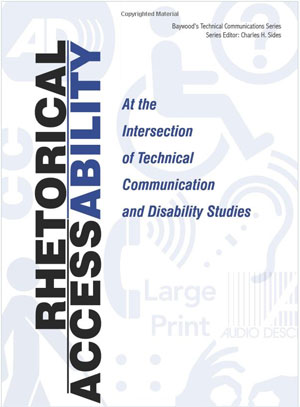 Copyrighted Material
Baywood's Technical Communications Series
Series Editor: Charles H. Sides
RHETORICAL
ACCESSABILITY
At the
Intersection
of Technical
Communication
and Disability Studies
AD
CC
Large
Print
AUDIO DESC